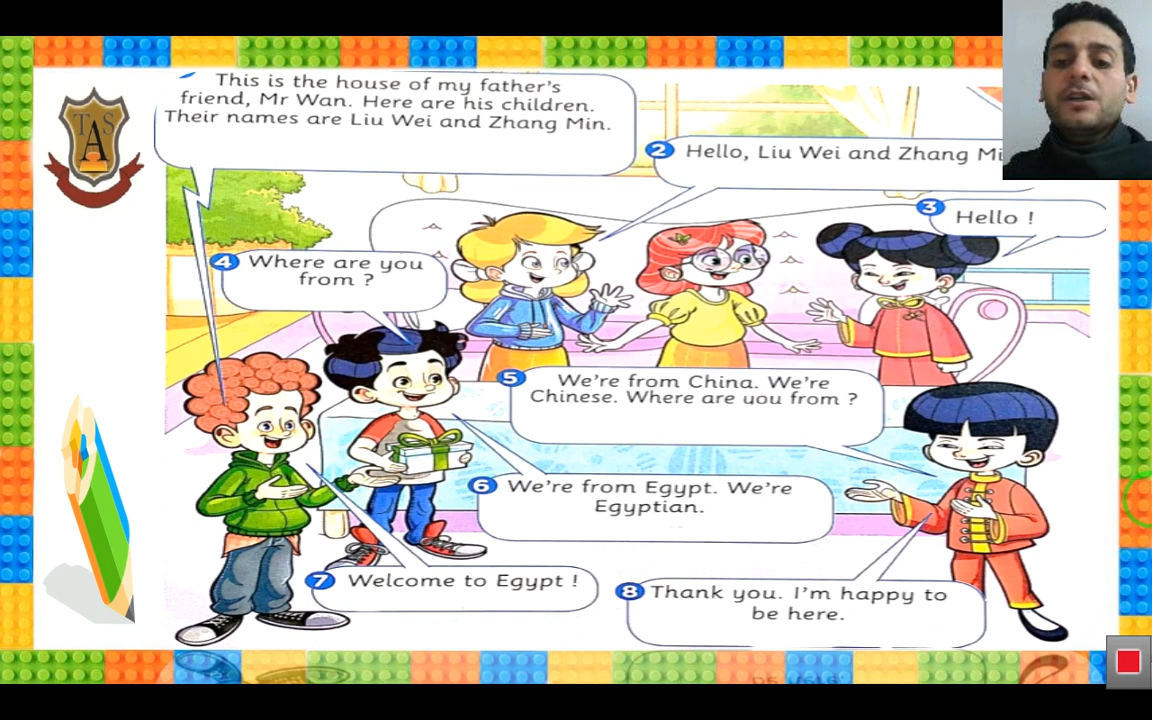 This is the house of my father's
friend, Mr Wan. Here are his children.
Their names are Liu Wei and Zhang Min.
2 Hello, Liu Wei and Zhang Mi
3 Hello !
4 Where are you
from ?
5 We're from China. We're
Chinese. Where are you from ?
6 We're from Egypt. We're
Egyptian.
7 Welcome to Egypt !
8 Thank you. I'm happy to
be here.
TAS